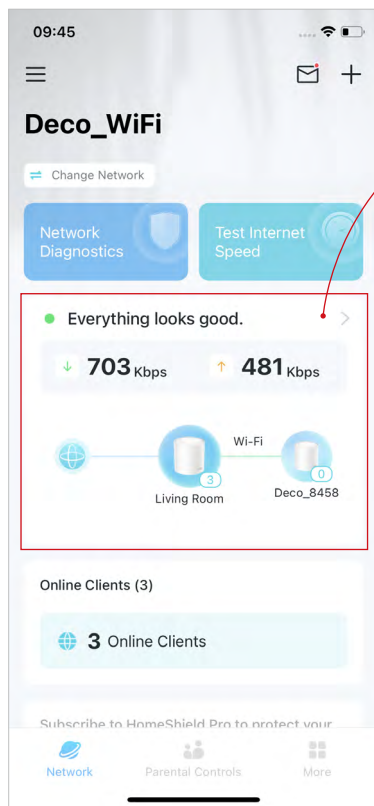 09:45
Deco_WiFi
Change Network
Network
Diagnostics
Test Internet
Speed
Everything looks good.
703 Kbps
481 Kbps
Wi-Fi
3
0
Living Room
Deco_8458
Online Clients (3)
3 Online Clients
Subscribe to HomeShield Pro to protect your
Network
Parental Controls
More